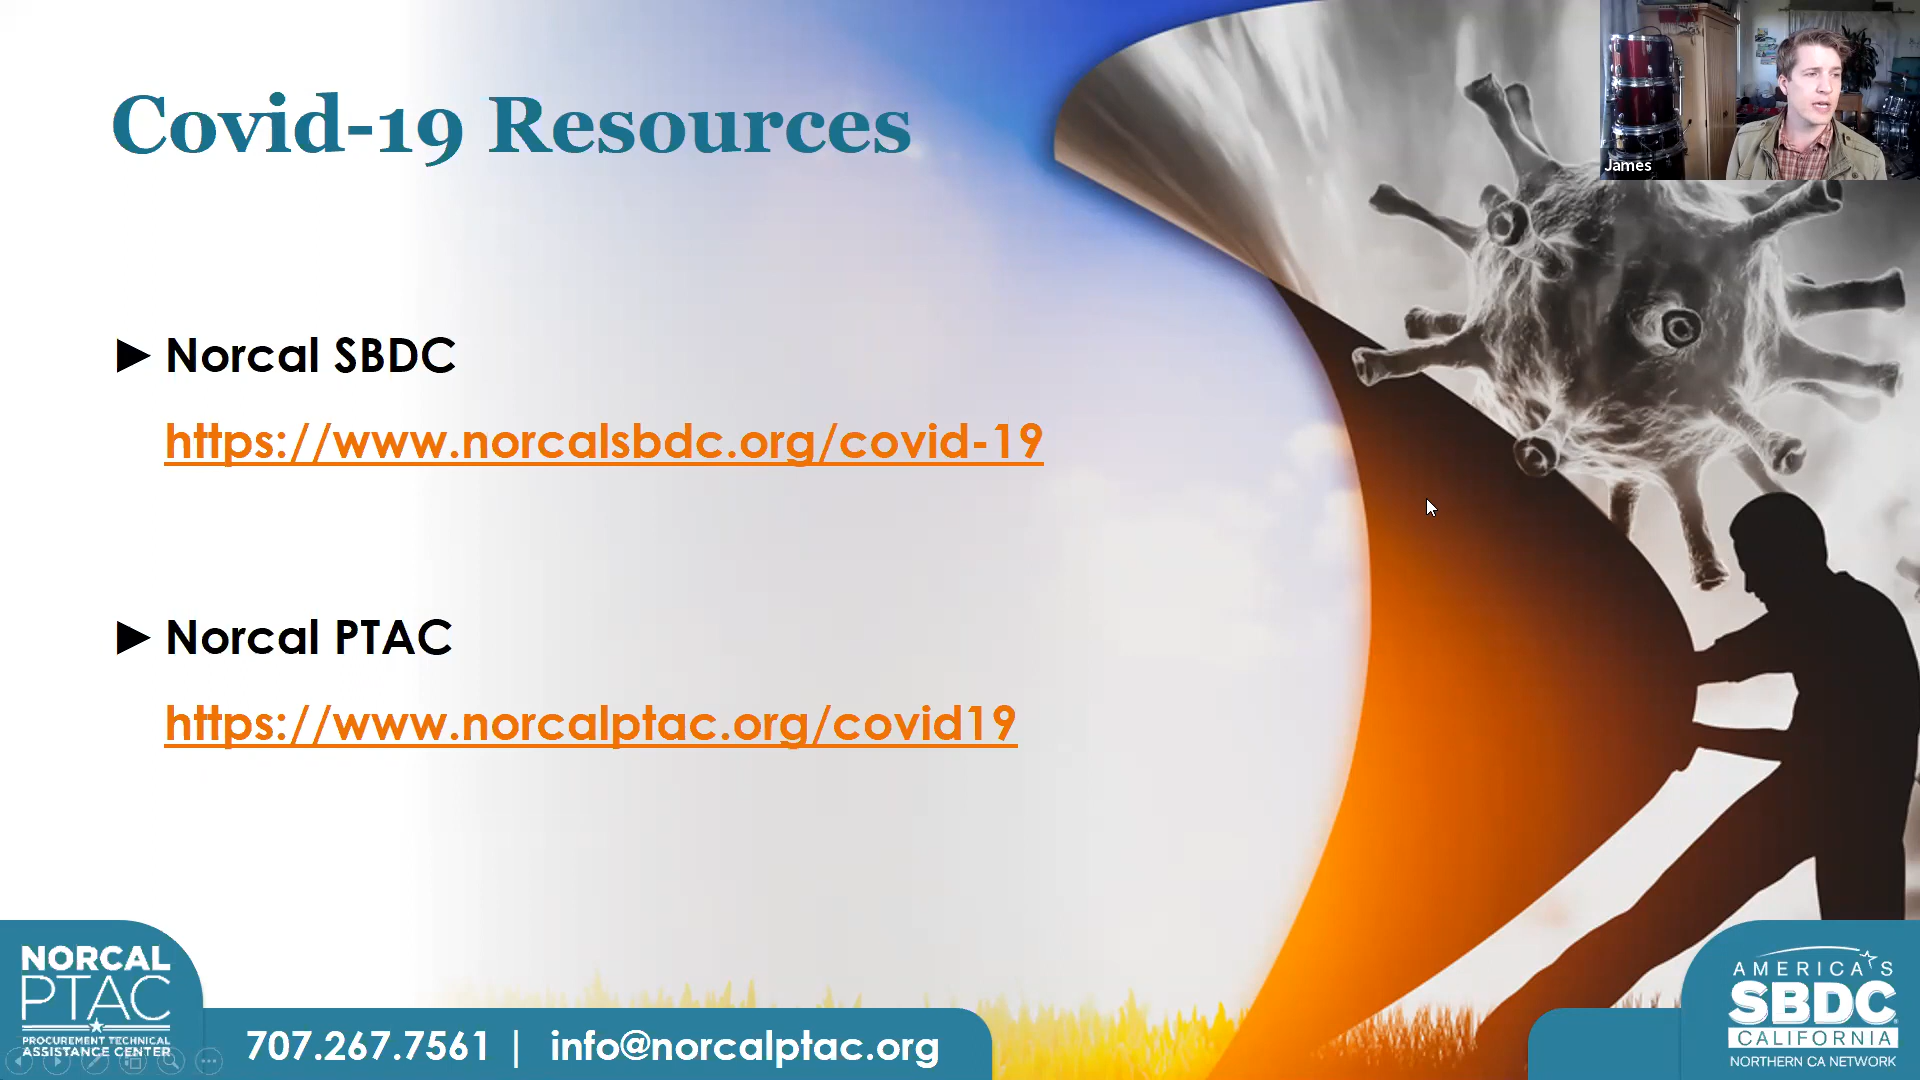 Covid-19 Resources
James
► Norcal SBDC
https://www.norcalsbdc.org/covid-19
► Norcal PTAC
https://www.norcalptac.org/covid19
NORCAL
PTAC
PROCUREMENT TECHNICAL
ASSISTANCE CENTER
707.267.7561 | info@norcalptac.org
AMERICA'S
SBDC
CALIFORNIA
NORTHERN CA NETWORK